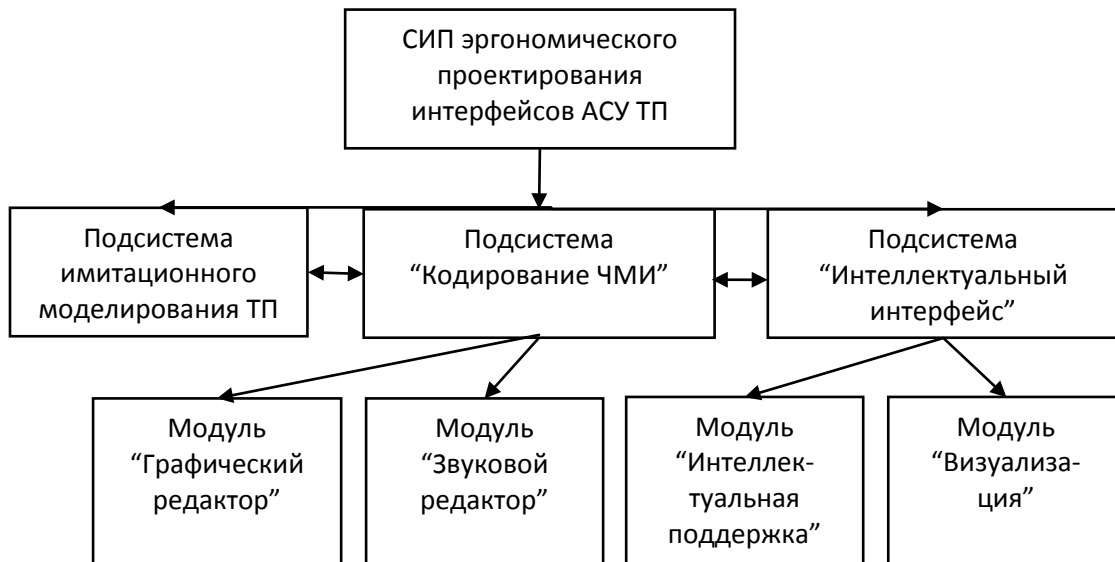 СИП эргономического
проектирования
интерфейсов АСУ ТП
Подсистема
имитационного
моделирования ТП
Подсистема
“Кодирование ЧМИ”
Подсистема
“Интеллектуальный
интерфейс”
Модуль
“Графический
редактор”
Модуль
“Звуковой
редактор”
Модуль
“Интеллек-
туальная
поддержка”
Модуль
“Визуализа-
ция”